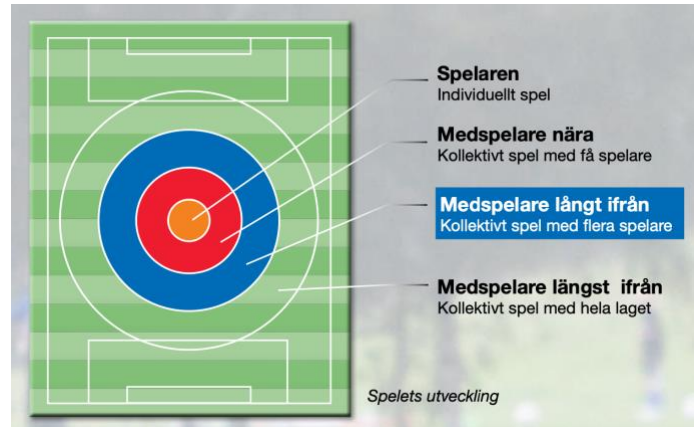 Spelaren
Individuellt spel
Medspelare nära
Kollektivt spel med få spelare
Medspelare långt ifrån
Kollektivt spel med flera spelare
Medspelare längst ifrån
Kollektivt spel med hela laget
Spelets utveckling